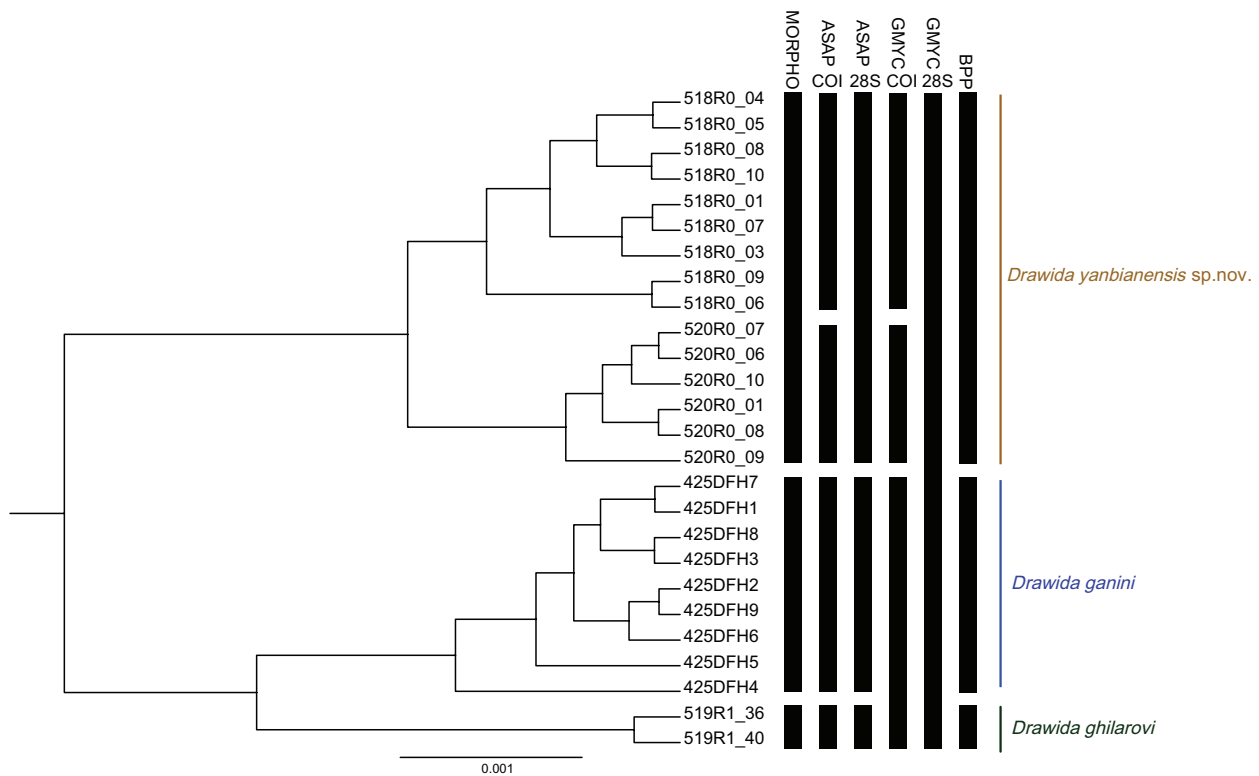 MORPHO
ASAP COI
ASAP 28S
GMYC COI
GMYC 28S
BPP
518R0_04
518R0_05
518R0_08
518R0_10
518R0_01
518R0_07
518R0_03
518R0_09
518R0_06
520R0_07
520R0_06
520R0_10
520R0_01
520R0_08
520R0_09
425DFH7
425DFH1
425DFH8
425DFH3
425DFH2
425DFH9
425DFH6
425DFH5
425DFH4
519R1_36
519R1_40
Drawida yanbianensis sp.nov.
Drawida ganini
Drawida ghilarovi
0.001